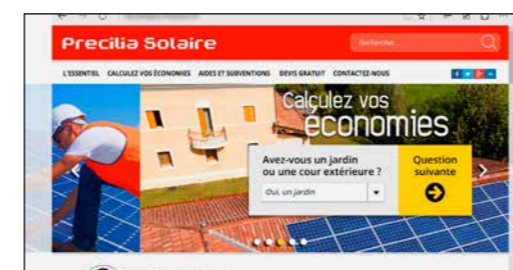 Precilia Solaire
Rechercher...
L'ESSENTIEL CALCULEZ VOS ÉCONOMIES AIDES ET SUBVENTIONS DEVIS GRATUIT CONTACTEZ-NOUS
Calculez vos
économies
Avez-vous un jardin
ou une cour extérieure ?
Oui, un jardin
Question
suivante